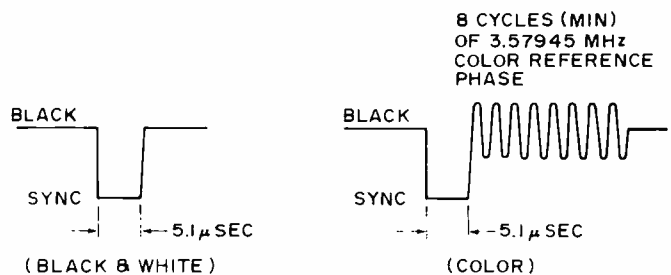 8 CYCLES (MIN)
OF 3.57945 MHz
COLOR REFERENCE
PHASE
BLACK
SYNC
5.1 μ SEC
(BLACK & WHITE)
BLACK
SYNC
5.1 μ SEC
(COLOR)